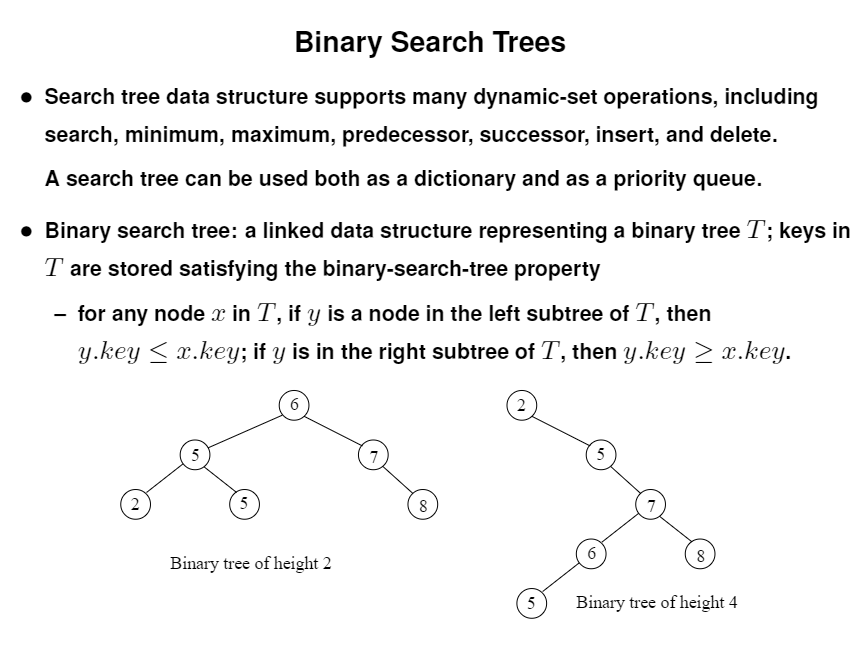 Binary Search Trees
• Search tree data structure supports many dynamic-set operations, including
search, minimum, maximum, predecessor, successor, insert, and delete.
A search tree can be used both as a dictionary and as a priority queue.
• Binary search tree: a linked data structure representing a binary tree T; keys in
T are stored satisfying the binary-search-tree property
– for any node x in T, if y is a node in the left subtree of T, then
y.key ≤ x.key; if y is in the right subtree of T, then y.key ≥ x.key.
6
5 7
2 5 8
Binary tree of height 2
2
5
7
6 8
5
Binary tree of height 4